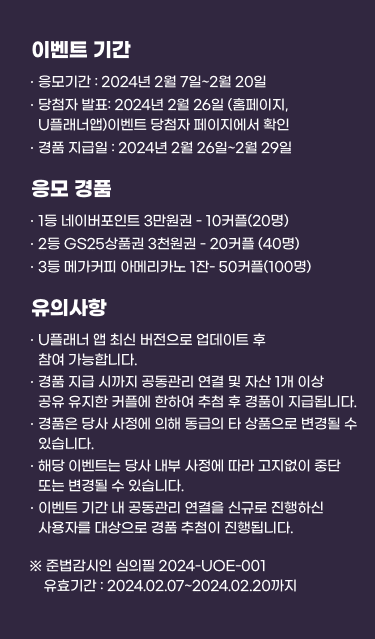 이벤트 기간
· 응모기간 : 2024년 2월 7일~2월 20일
· 당첨자 발표: 2024년 2월 26일 (홈페이지,
U플래너앱)이벤트 당첨자 페이지에서 확인
· 경품 지급일 : 2024년 2월 26일~2월 29일
응모 경품
· 1등 네이버포인트 3만원권 - 10커플(20명)
· 2등 GS25상품권 3천원권 - 20커플 (40명)
· 3등 메가커피 아메리카노 1잔- 50커플(100명)
유의사항
· U플래너 앱 최신 버전으로 업데이트 후
참여 가능합니다.
· 경품 지급 시까지 공동관리 연결 및 자산 1개 이상
공유 유지한 커플에 한하여 추첨 후 경품이 지급됩니다.
· 경품은 당사 사정에 의해 동급의 타 상품으로 변경될 수
있습니다.
· 해당 이벤트는 당사 내부 사정에 따라 고지없이 중단
또는 변경될 수 있습니다.
· 이벤트 기간 내 공동관리 연결을 신규로 진행하신
사용자를 대상으로 경품 추첨이 진행됩니다.
※ 준법감시인 심의필 2024-UOE-001
유효기간 : 2024.02.07~2024.02.20까지